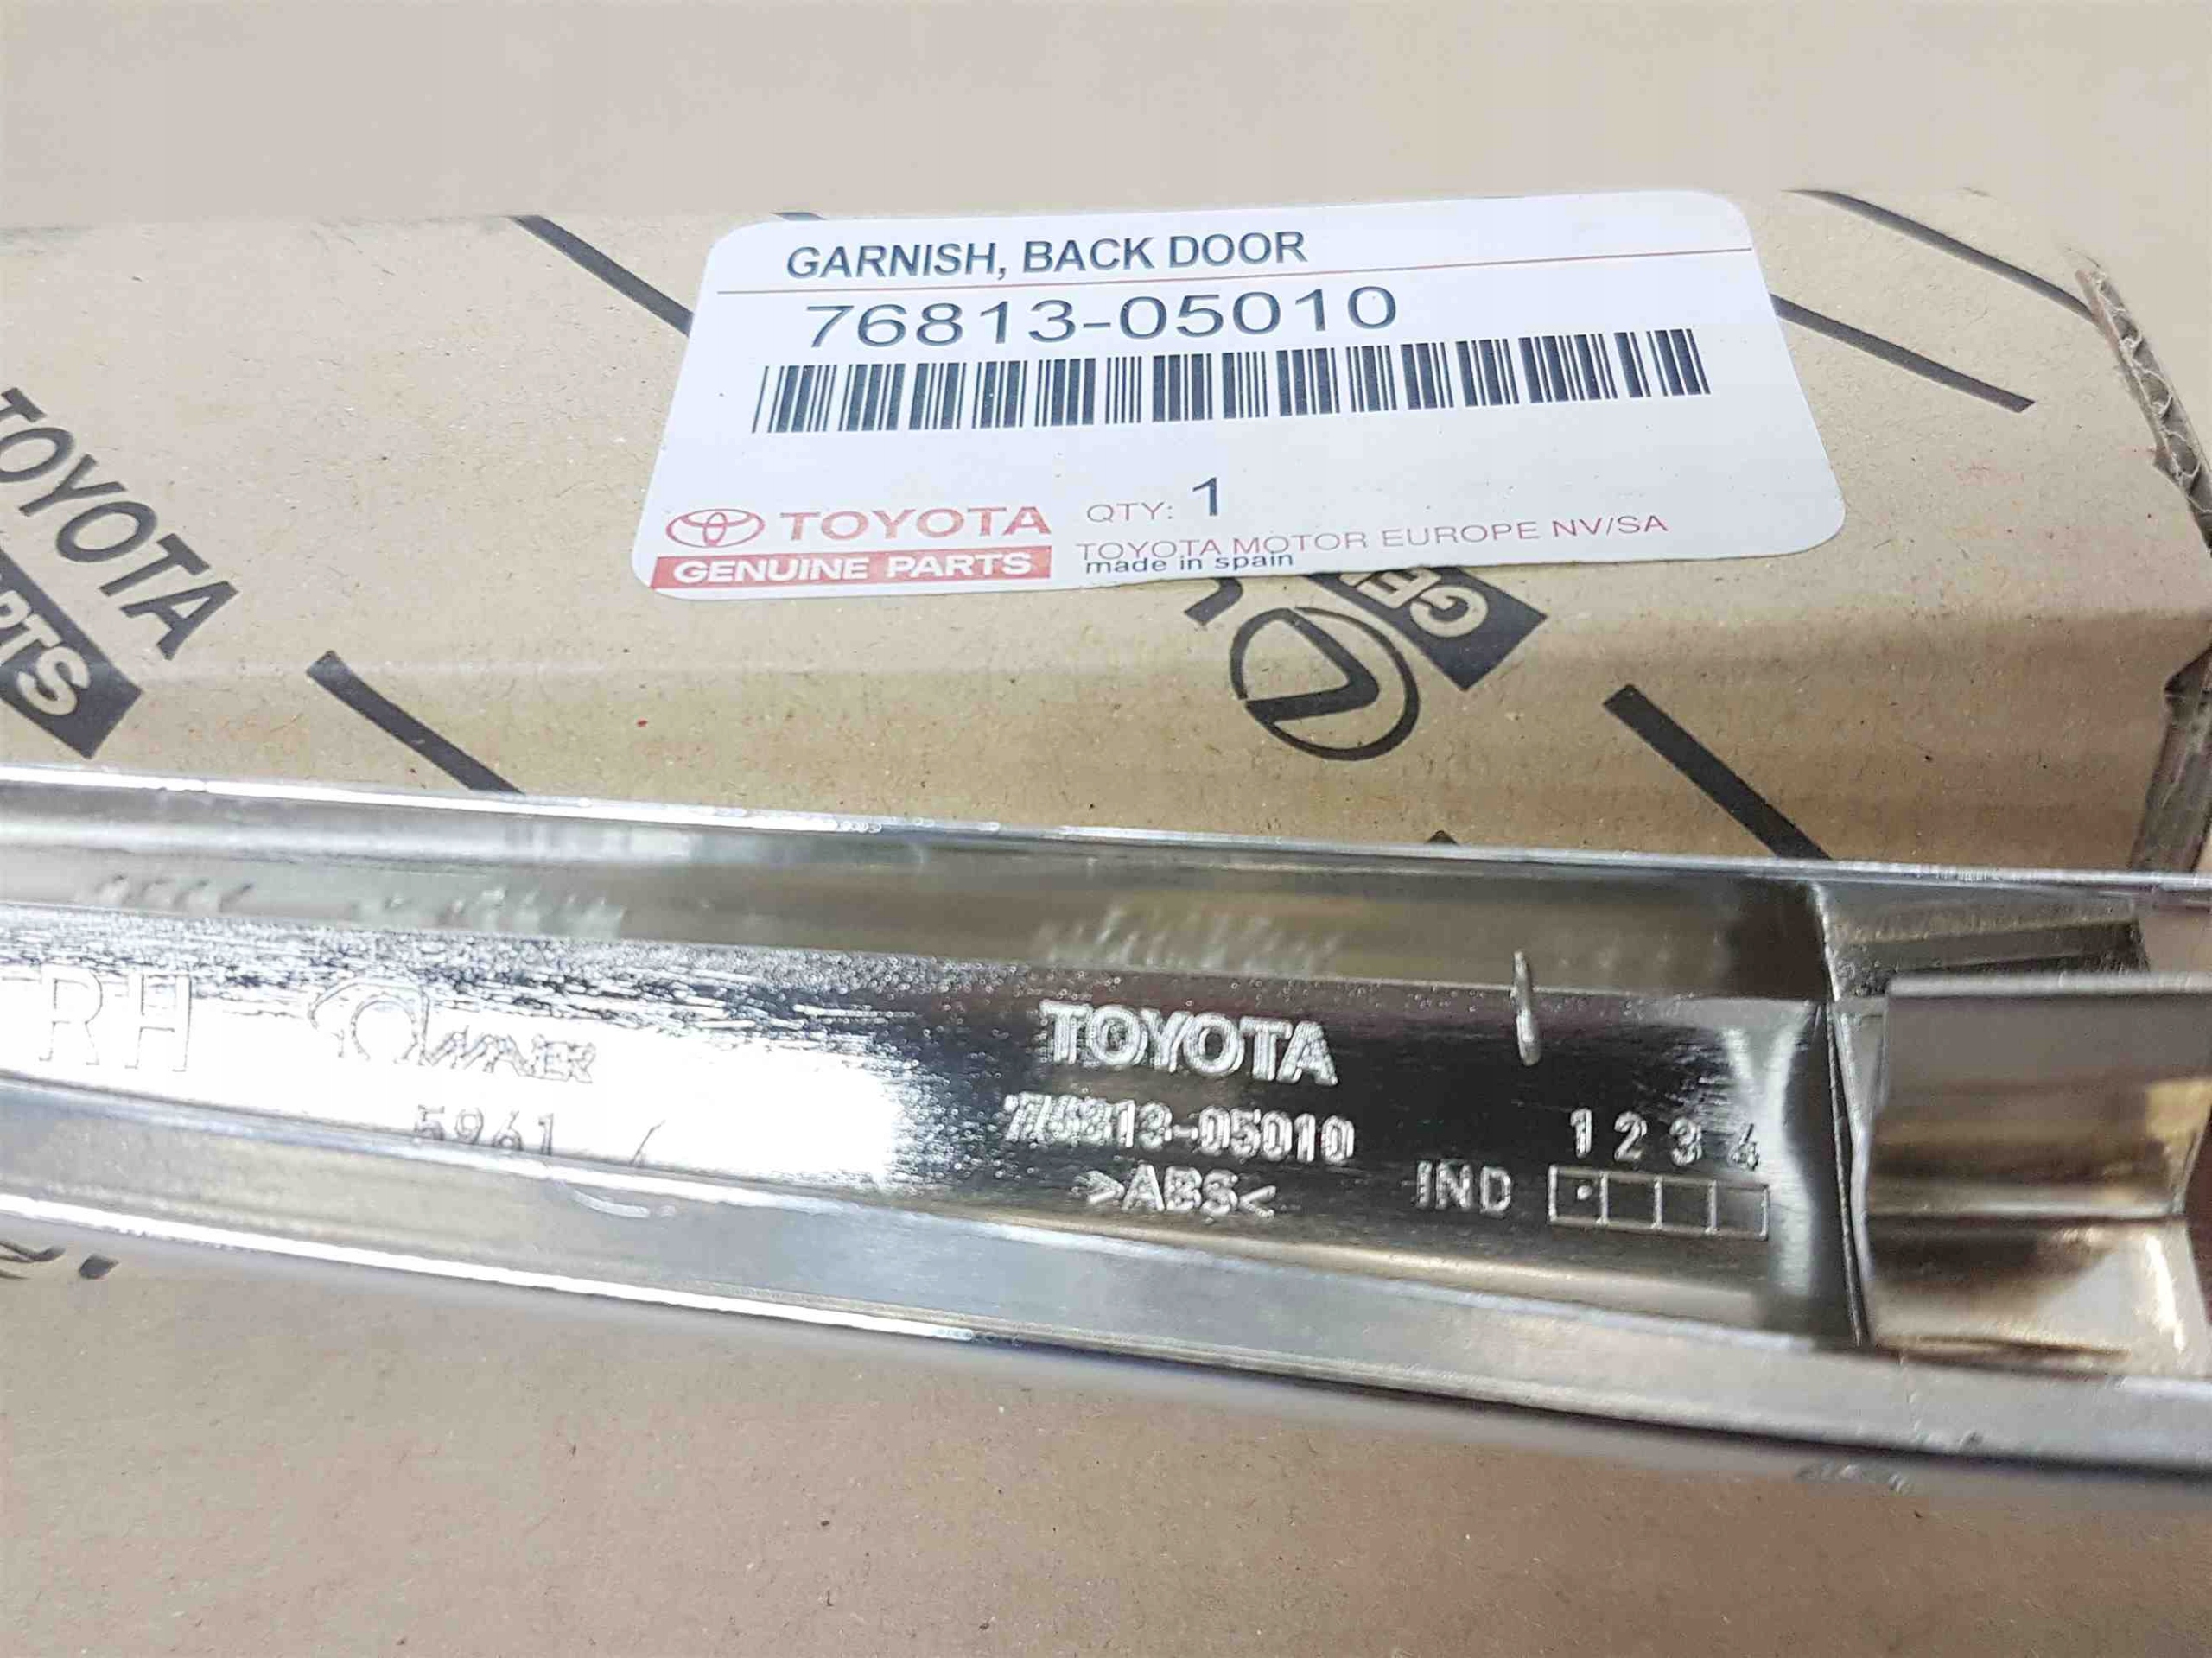 GARNISH, BACK DOOR
76813-05010
TOYOTA
GENUINE PARTS
QTY: 1
TOYOTA MOTOR EUROPE NV/SA
made in spain
TOYOTA
PARTS
GE
RH
5961
TOYOTA
76813-05010
>ABS<
1 2 3 4
IND